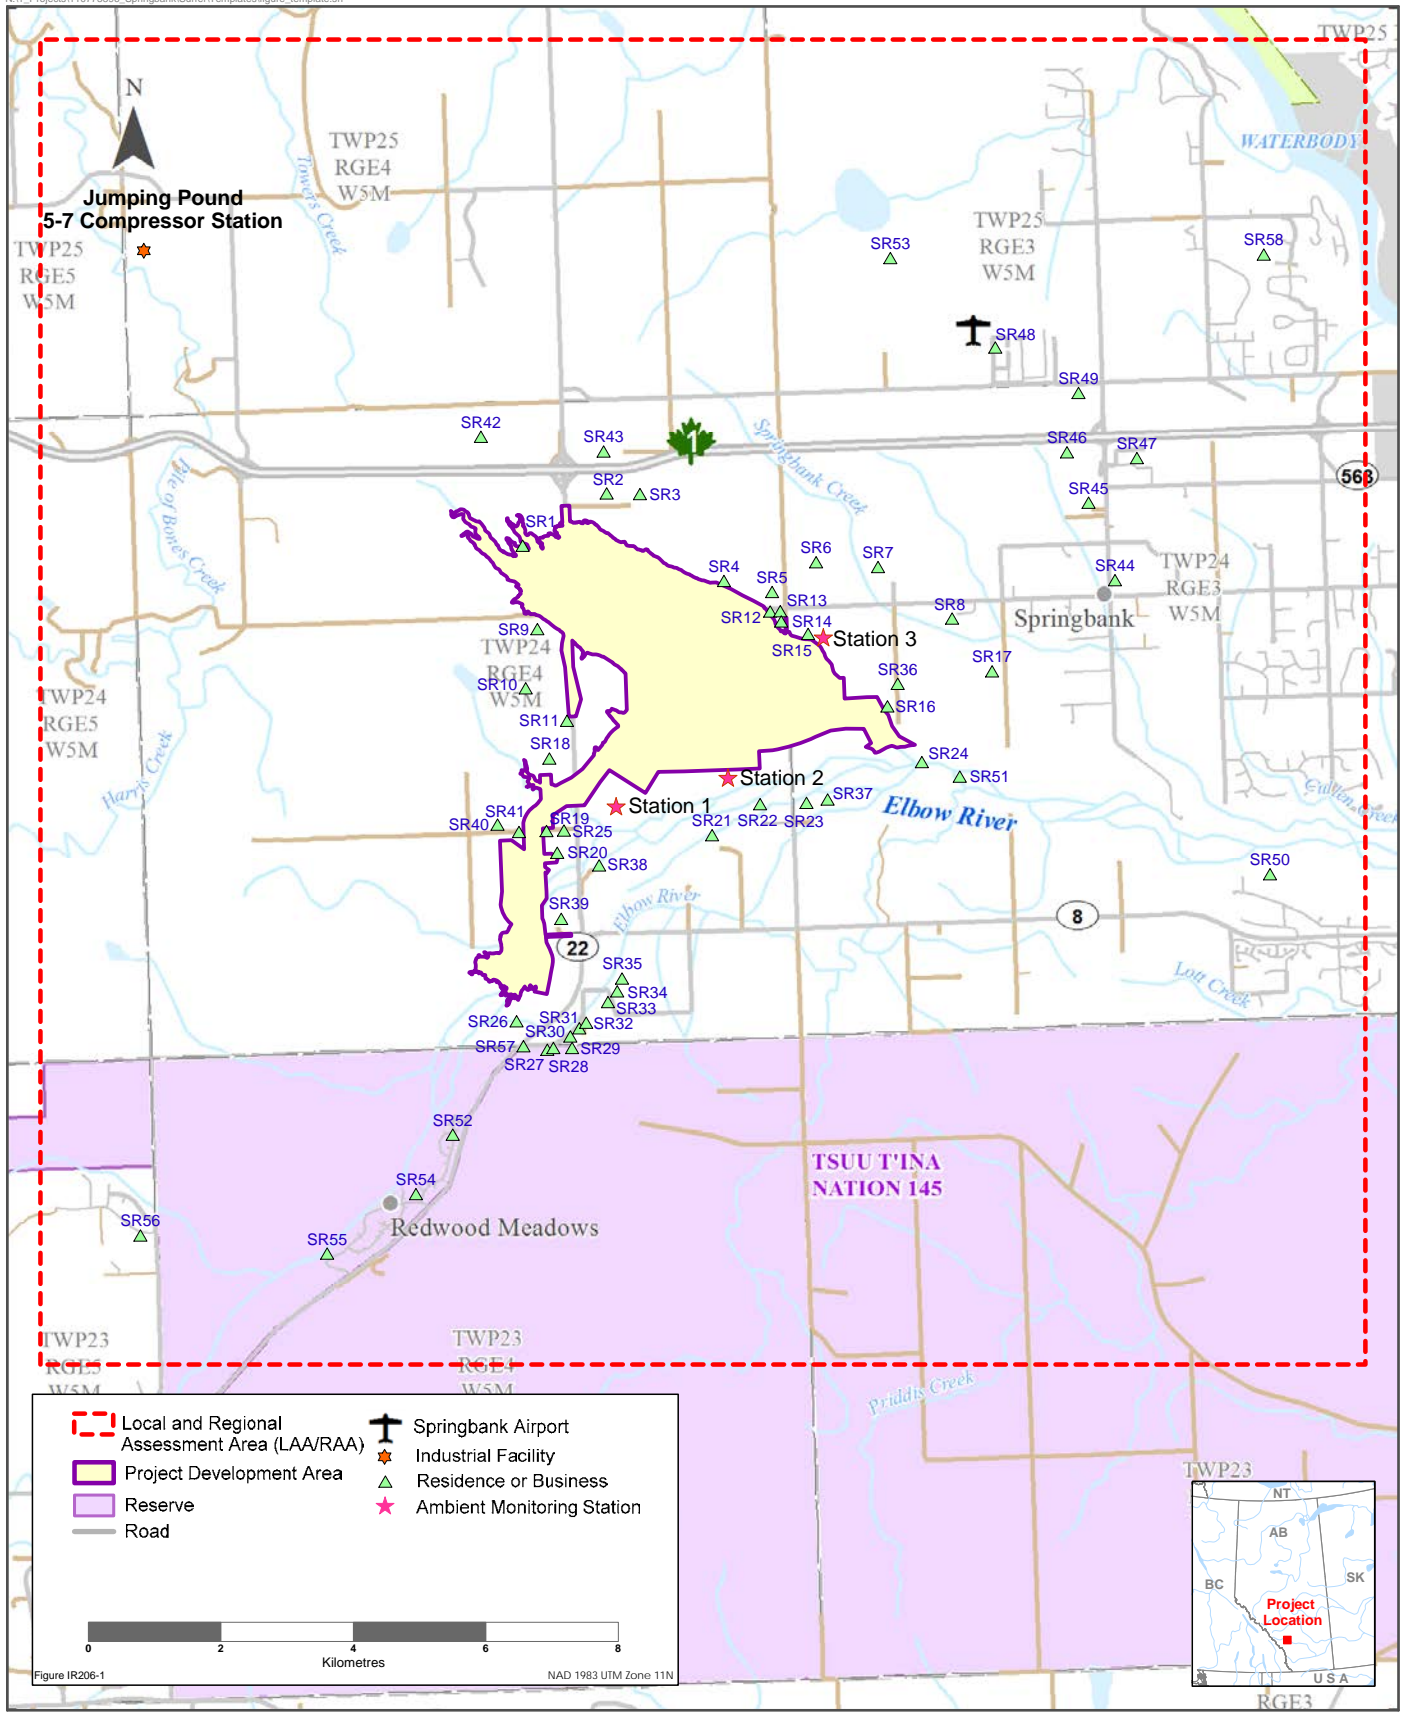 TWP25
N
WATERBODY
TWP25
RGE4
W5M
Towers Creek
Jumping Pound
5-7 Compressor Station
TWP25
RGE5
W5M
TWP25
RGE3
W5M
SR53
SR58
SR48
SR49
SR42
SR43
1
Springbank Creek
SR46
SR47
563
Pile of Bones Creek
SR2
SR3
SR45
SR1
SR6
SR7
SR4
SR5
SR44
TWP24
RGE3
W5M
SR13
SR12
SR14
SR8
Springbank
SR9
SR15
Station 3
TWP24
RGE4
W5M
SR17
SR36
SR10
SR16
TWP24
RGE5
W5M
SR11
Harris Creek
SR18
SR24
SR51
Station 2
Cullen Creek
SR37
Station 1
Elbow River
SR41
SR19
SR22
SR23
SR40
SR25
SR21
SR20
SR38
SR50
Elbow River
SR39
8
22
SR35
Lott Creek
SR34
SR33
SR26
SR31
SR32
SR30
SR57
SR29
SR27
SR28
SR52
TSUU T'INA
NATION 145
SR54
SR56
Redwood Meadows
SR55
TWP23
RGE5
W5M
TWP23
RGE4
W5M
Priddis Creek
TWP23
RGE3
Local and Regional
Assessment Area (LAA/RAA)
Project Development Area
Reserve
Road
Springbank Airport
Industrial Facility
Residence or Business
Ambient Monitoring Station
0 2 4 6 8
Kilometres
Figure IR206-1
NAD 1983 UTM Zone 11N
NT
AB
BC
SK
Project
Location
U S A